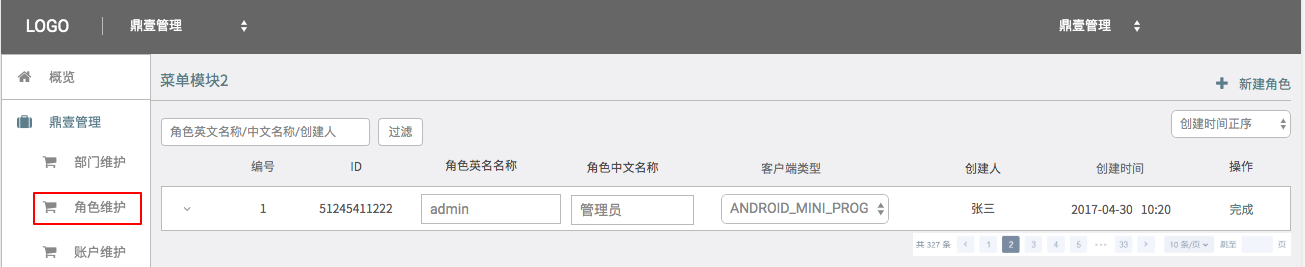 LOGO 鼎壹管理 鼎壹管理
概览
鼎壹管理
部门维护
角色维护
账户维护
菜单模块2
新建角色
角色英文名称/中文名称/创建人 过滤 创建时间正序
编号 ID 角色英名名称 角色中文名称 客户端类型 创建人 创建时间 操作
1 51245411222 admin 管理员 ANDROID_MINI_PROG 张三 2017-04-30 10:20 完成
共 327 条 < 1 2 3 4 5 ··· 33 > 10 条/页 跳至 页